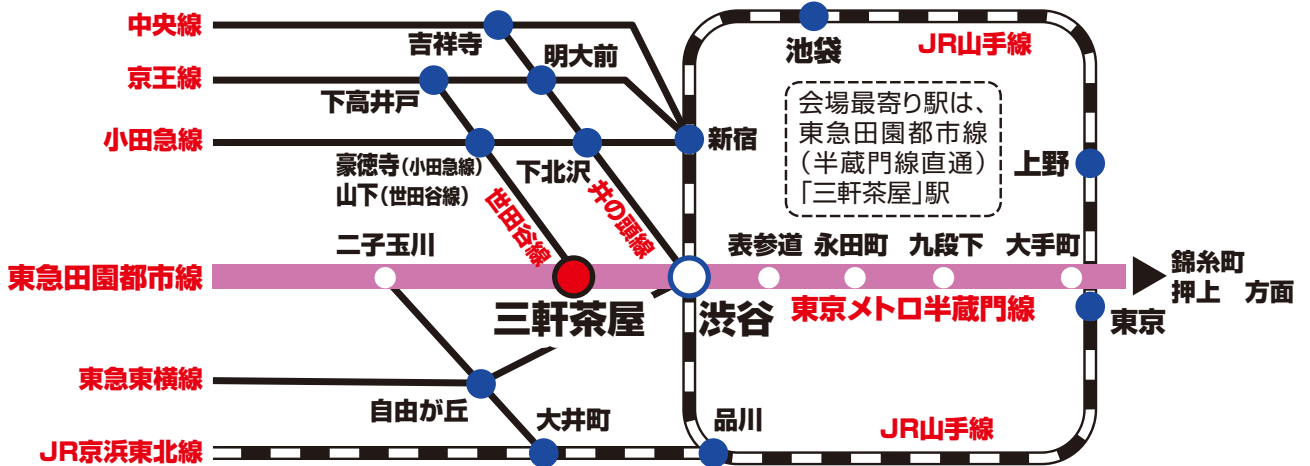 中央線
吉祥寺
池袋
JR山手線
京王線
下高井戸
明大前
会場最寄り駅は、
東急田園都市線
(半蔵門線直通)
「三軒茶屋」駅
小田急線
豪徳寺(小田急線)
山下(世田谷線)
下北沢
新宿
上野
世田谷線
井の頭線
二子玉川
表参道
永田町
九段下
大手町
東急田園都市線
三軒茶屋
渋谷
東京メトロ半蔵門線
東京
錦糸町
押上 方面
東急東横線
自由が丘
大井町
品川
JR山手線
JR京浜東北線